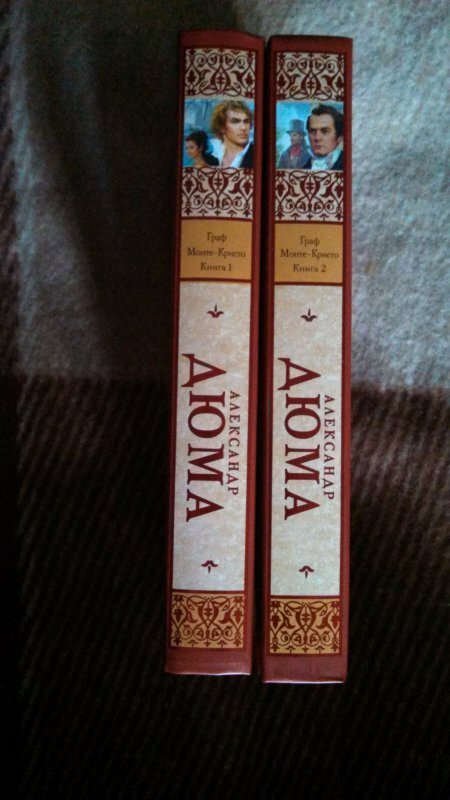 Граф
Монте-Кристо
Книга 1
АЛЕКСАНДР
ДЮМА
Граф
Монте-Кристо
Книга 2
АЛЕКСАНДР
ДЮМА